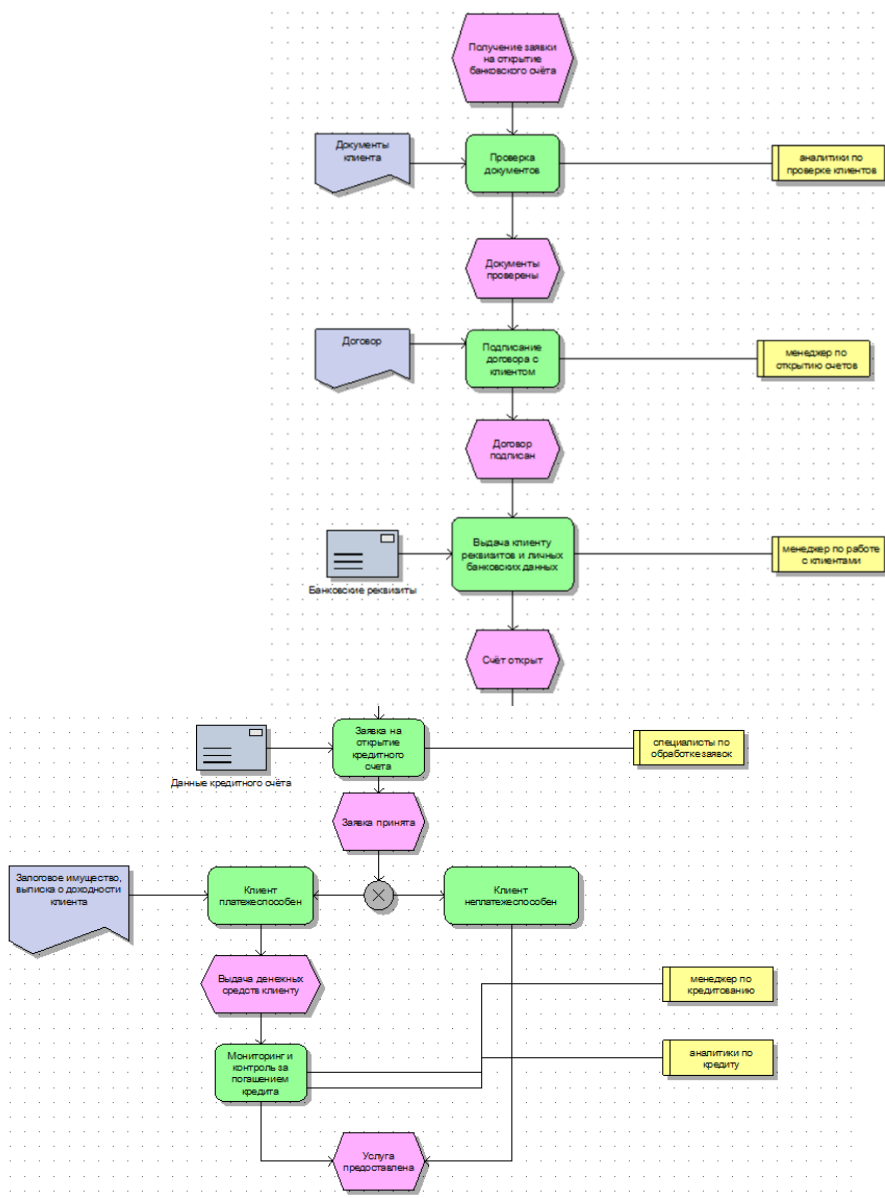 Получение заявки
на открытие
банковского счёта
Документы
клиента
Проверка
документов
аналитики по
проверке клиентов
Документы
проверены
Договор
Подписание
договора с
клиентом
менеджер по
открытию счетов
Договор
подписан
Выдача клиенту
реквизитов и личных
банковских данных
менеджер по работе
с клиентами
Банковские реквизиты
Счёт открыт
Заявка на
открытие
кредитного
счета
специалисты по
обработке заявок
Данные кредитного счёта
Заявка принята
Залоговое имущество,
выписка о доходности
клиента
Клиент
платежеспособен
Клиент
неплатежеспособен
Выдача денежных
средств клиенту
менеджер по
кредитованию
Мониторинг и
контроль за
погашением
кредита
аналитики по
кредиту
Услуга
предоставлена